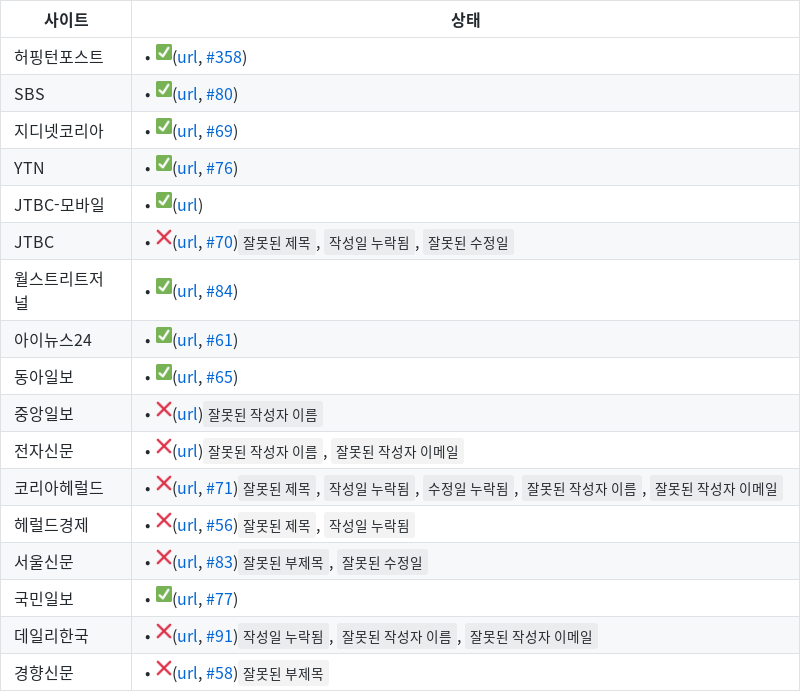 사이트 상태
허핑턴포스트 • ✅(url, #358)
SBS • ✅(url, #80)
지디넷코리아 • ✅(url, #69)
YTN • ✅(url, #76)
JTBC-모바일 • ✅(url)
JTBC • ❌(url, #70) 잘못된 제목 , 작성일 누락됨 , 잘못된 수정일
월스트리트저
널 • ✅(url, #84)
아이뉴스24 • ✅(url, #61)
동아일보 • ✅(url, #65)
중앙일보 • ❌(url) 잘못된 작성자 이름
전자신문 • ❌(url) 잘못된 작성자 이름 , 잘못된 작성자 이메일
코리아헤럴드 • ❌(url, #71) 잘못된 제목 , 작성일 누락됨 , 수정일 누락됨 , 잘못된 작성자 이름 , 잘못된 작성자 이메일
헤럴드경제 • ❌(url, #56) 잘못된 제목 , 작성일 누락됨
서울신문 • ❌(url, #83) 잘못된 부제목 , 잘못된 수정일
국민일보 • ✅(url, #77)
데일리한국 • ❌(url, #91) 작성일 누락됨 , 잘못된 작성자 이름 , 잘못된 작성자 이메일
경향신문 • ❌(url, #58) 잘못된 부제목